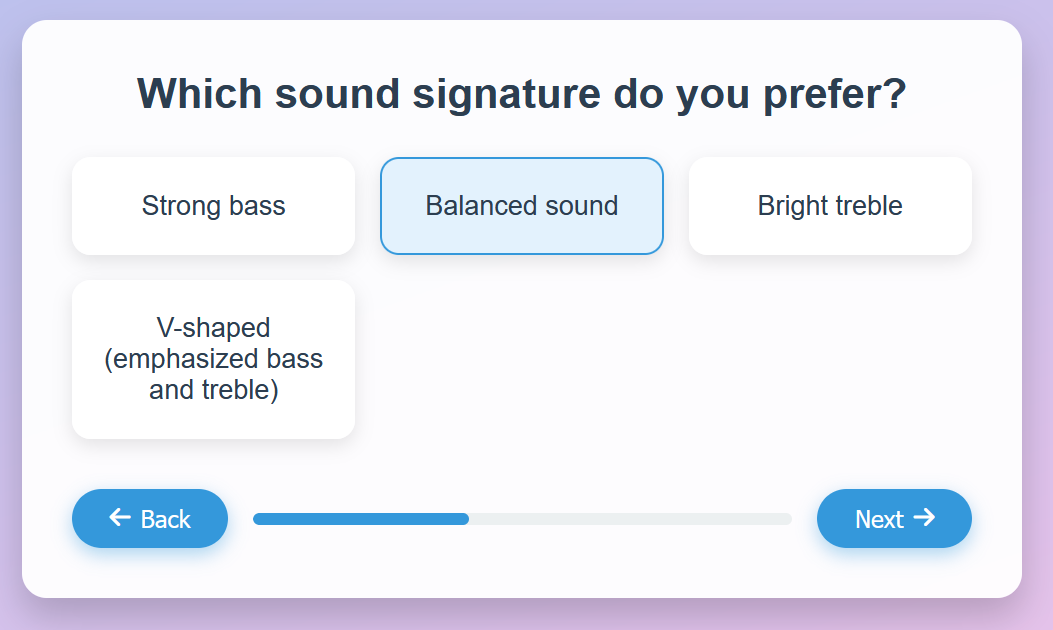 Which sound signature do you prefer?
Strong bass
Balanced sound
Bright treble
V-shaped
(emphasized bass
and treble)
Back
Next